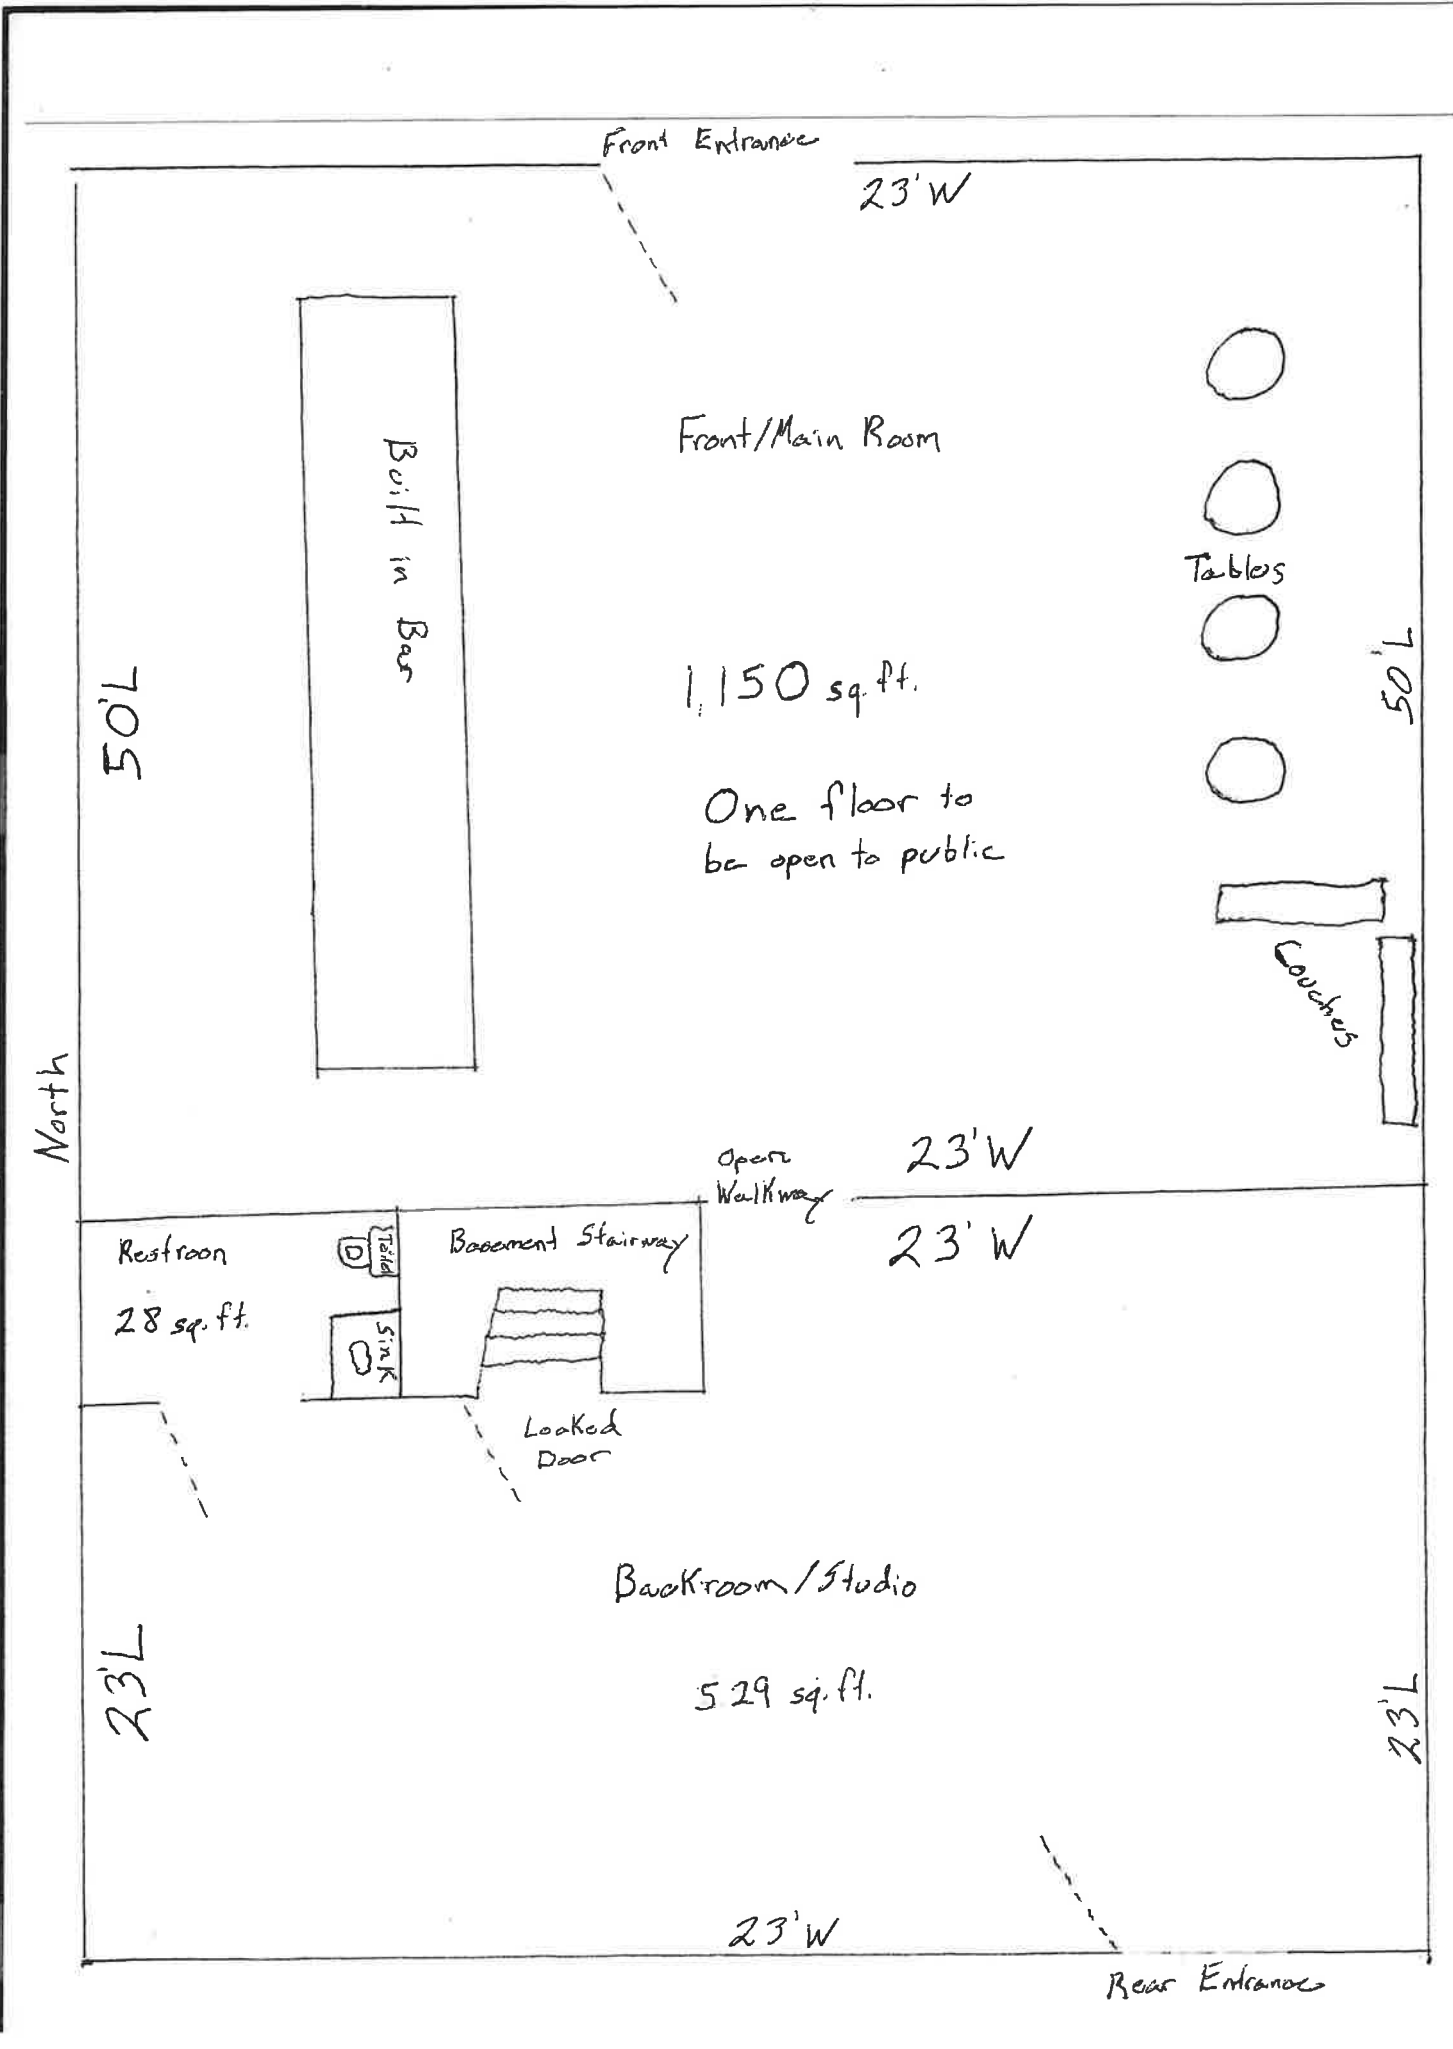 Front Entrance
23'W
Front/Main Room
Built in Bar
Tables
1,150 sq.ft.
50'L
50'L
One floor to
be open to public
Couches
North
23'W
Open
Walkway
Restroon
Toilet
Basement Stairway
23'W
28 sq.ft.
Sink
Locked
Door
Backroom/Studio
529 sq.ft.
23'L
23'L
23'W
Rear Entrance